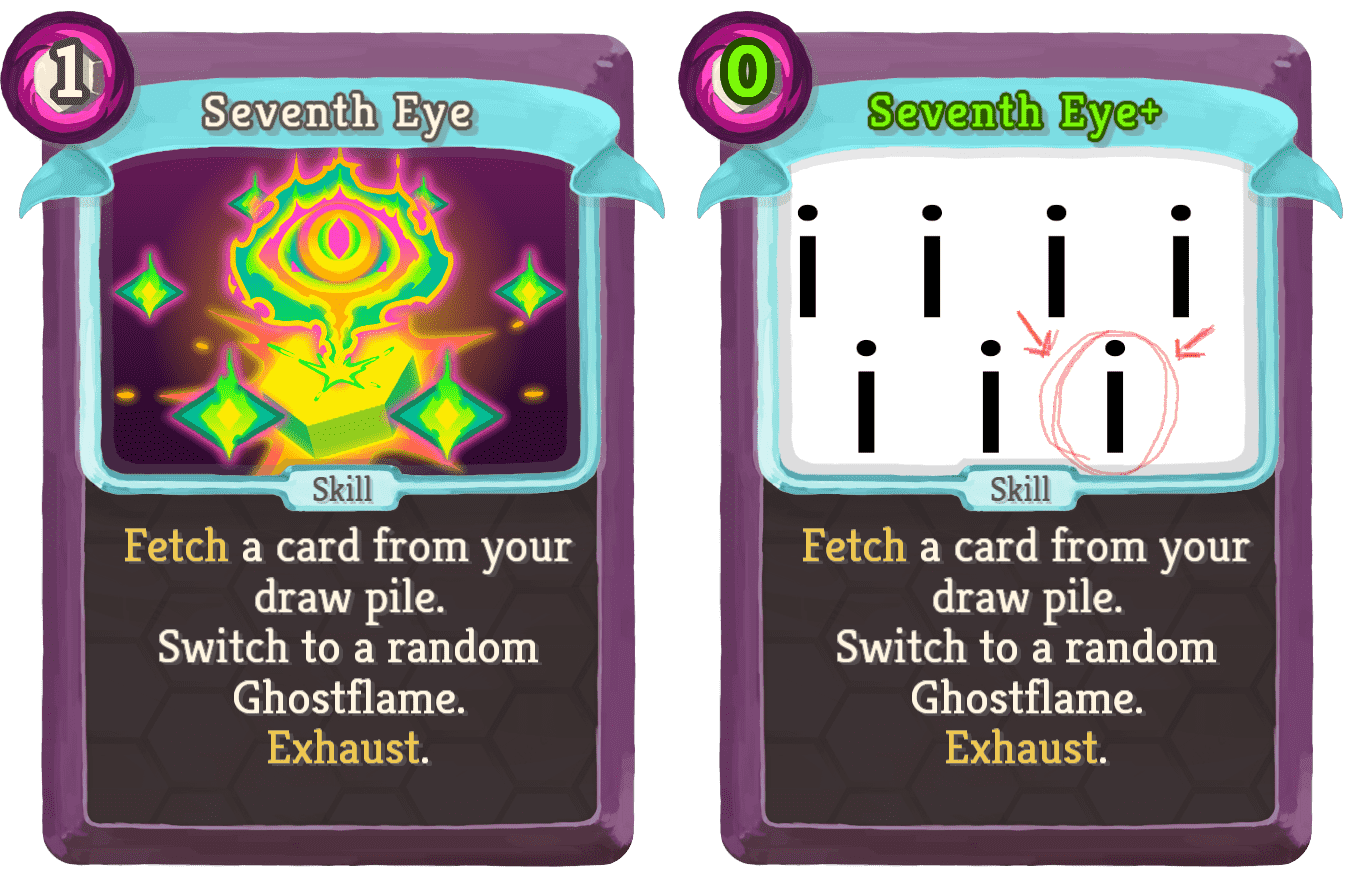 1
Seventh Eye
Skill
Fetch a card from your
draw pile.
Switch to a random
Ghostflame.
Exhaust.
0
Seventh Eye+
i i i i
i i i
Skill
Fetch a card from your
draw pile.
Switch to a random
Ghostflame.
Exhaust.